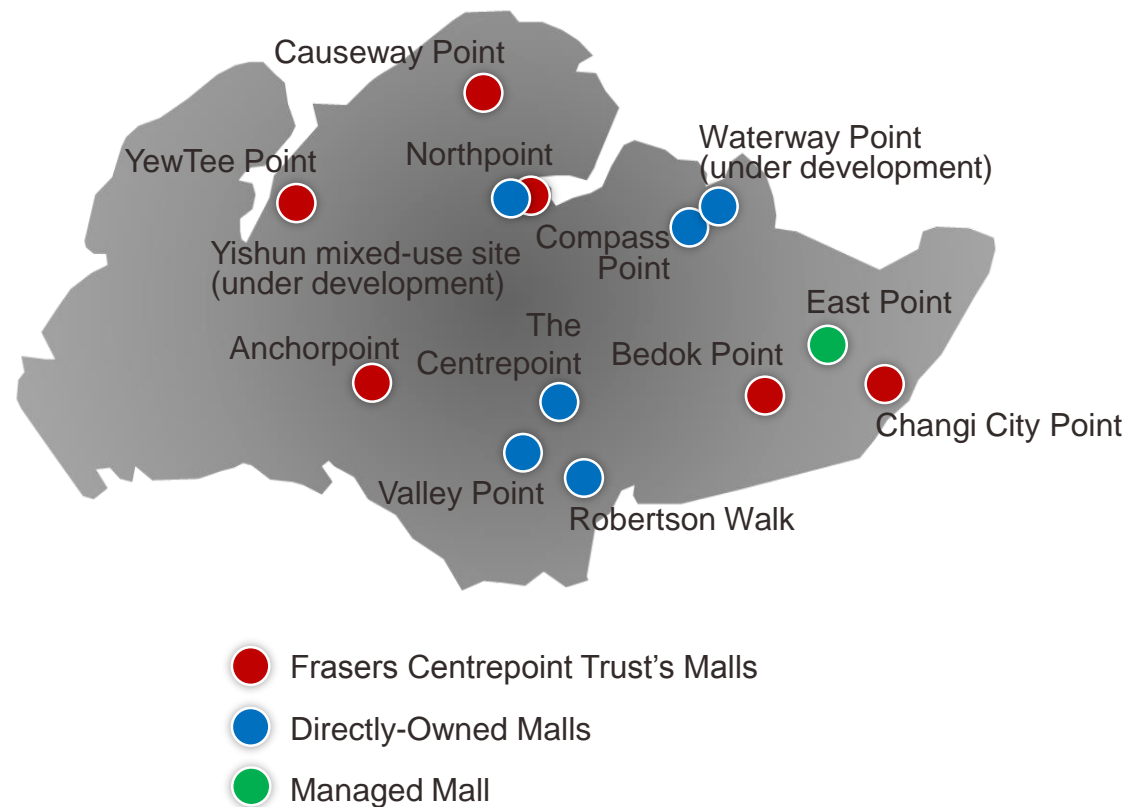 Causeway Point
Waterway Point
(under development)
YewTee Point
Northpoint
Yishun mixed-use site
(under development)
Compass
Point
East Point
The
Centrepoint
Anchorpoint
Bedok Point
Changi City Point
Valley Point
Robertson Walk
Frasers Centrepoint Trust’s Malls
Directly-Owned Malls
Managed Mall